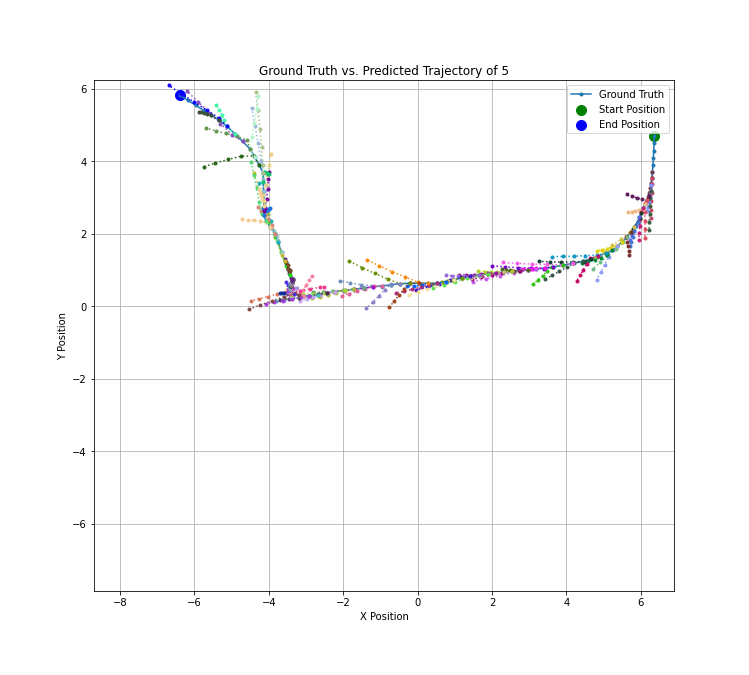 Ground Truth vs. Predicted Trajectory of 5
Ground Truth
Start Position
End Position
6
4
2
0
−2
−4
−6
Y Position
−8 −6 −4 −2 0 2 4 6
X Position